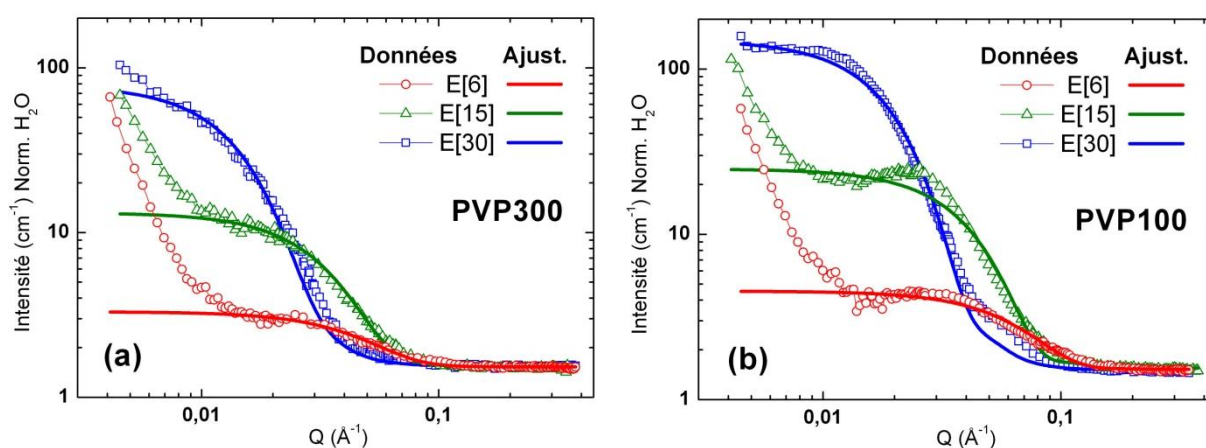 Données Ajust.
E[6]
E[15]
E[30]
PVP300
(a)
100
10
1
0,01
0,1
Intensité (cm⁻¹) Norm. H₂O
Q (Å⁻¹)
Données Ajust.
E[6]
E[15]
E[30]
PVP100
(b)
100
10
1
0,01
0,1
Intensité (cm⁻¹) Norm. H₂O
Q (Å⁻¹)